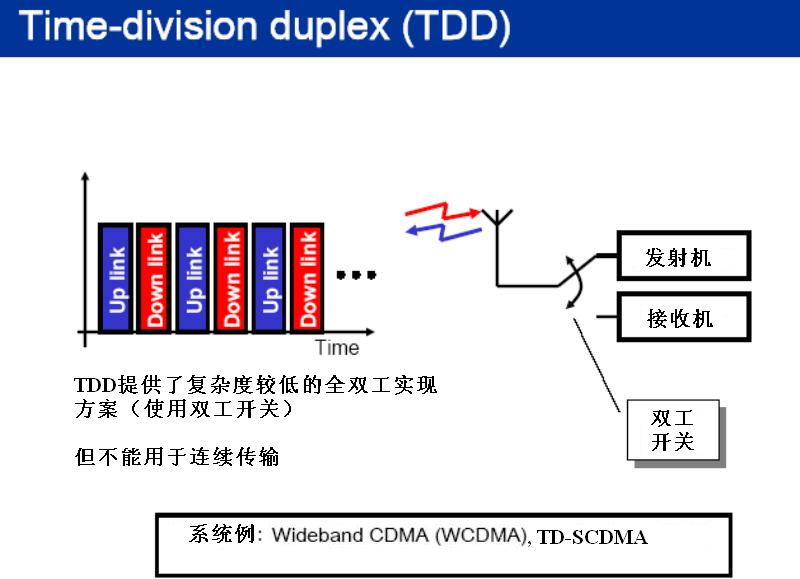 Time-division duplex (TDD)
Up link
Down link
Up link
Down link
Up link
Down link
Time
发射机
接收机
双工
开关
TDD提供了复杂度较低的全双工实现
方案（使用双工开关）
但不能用于连续传输
系统例: Wideband CDMA (WCDMA), TD-SCDMA